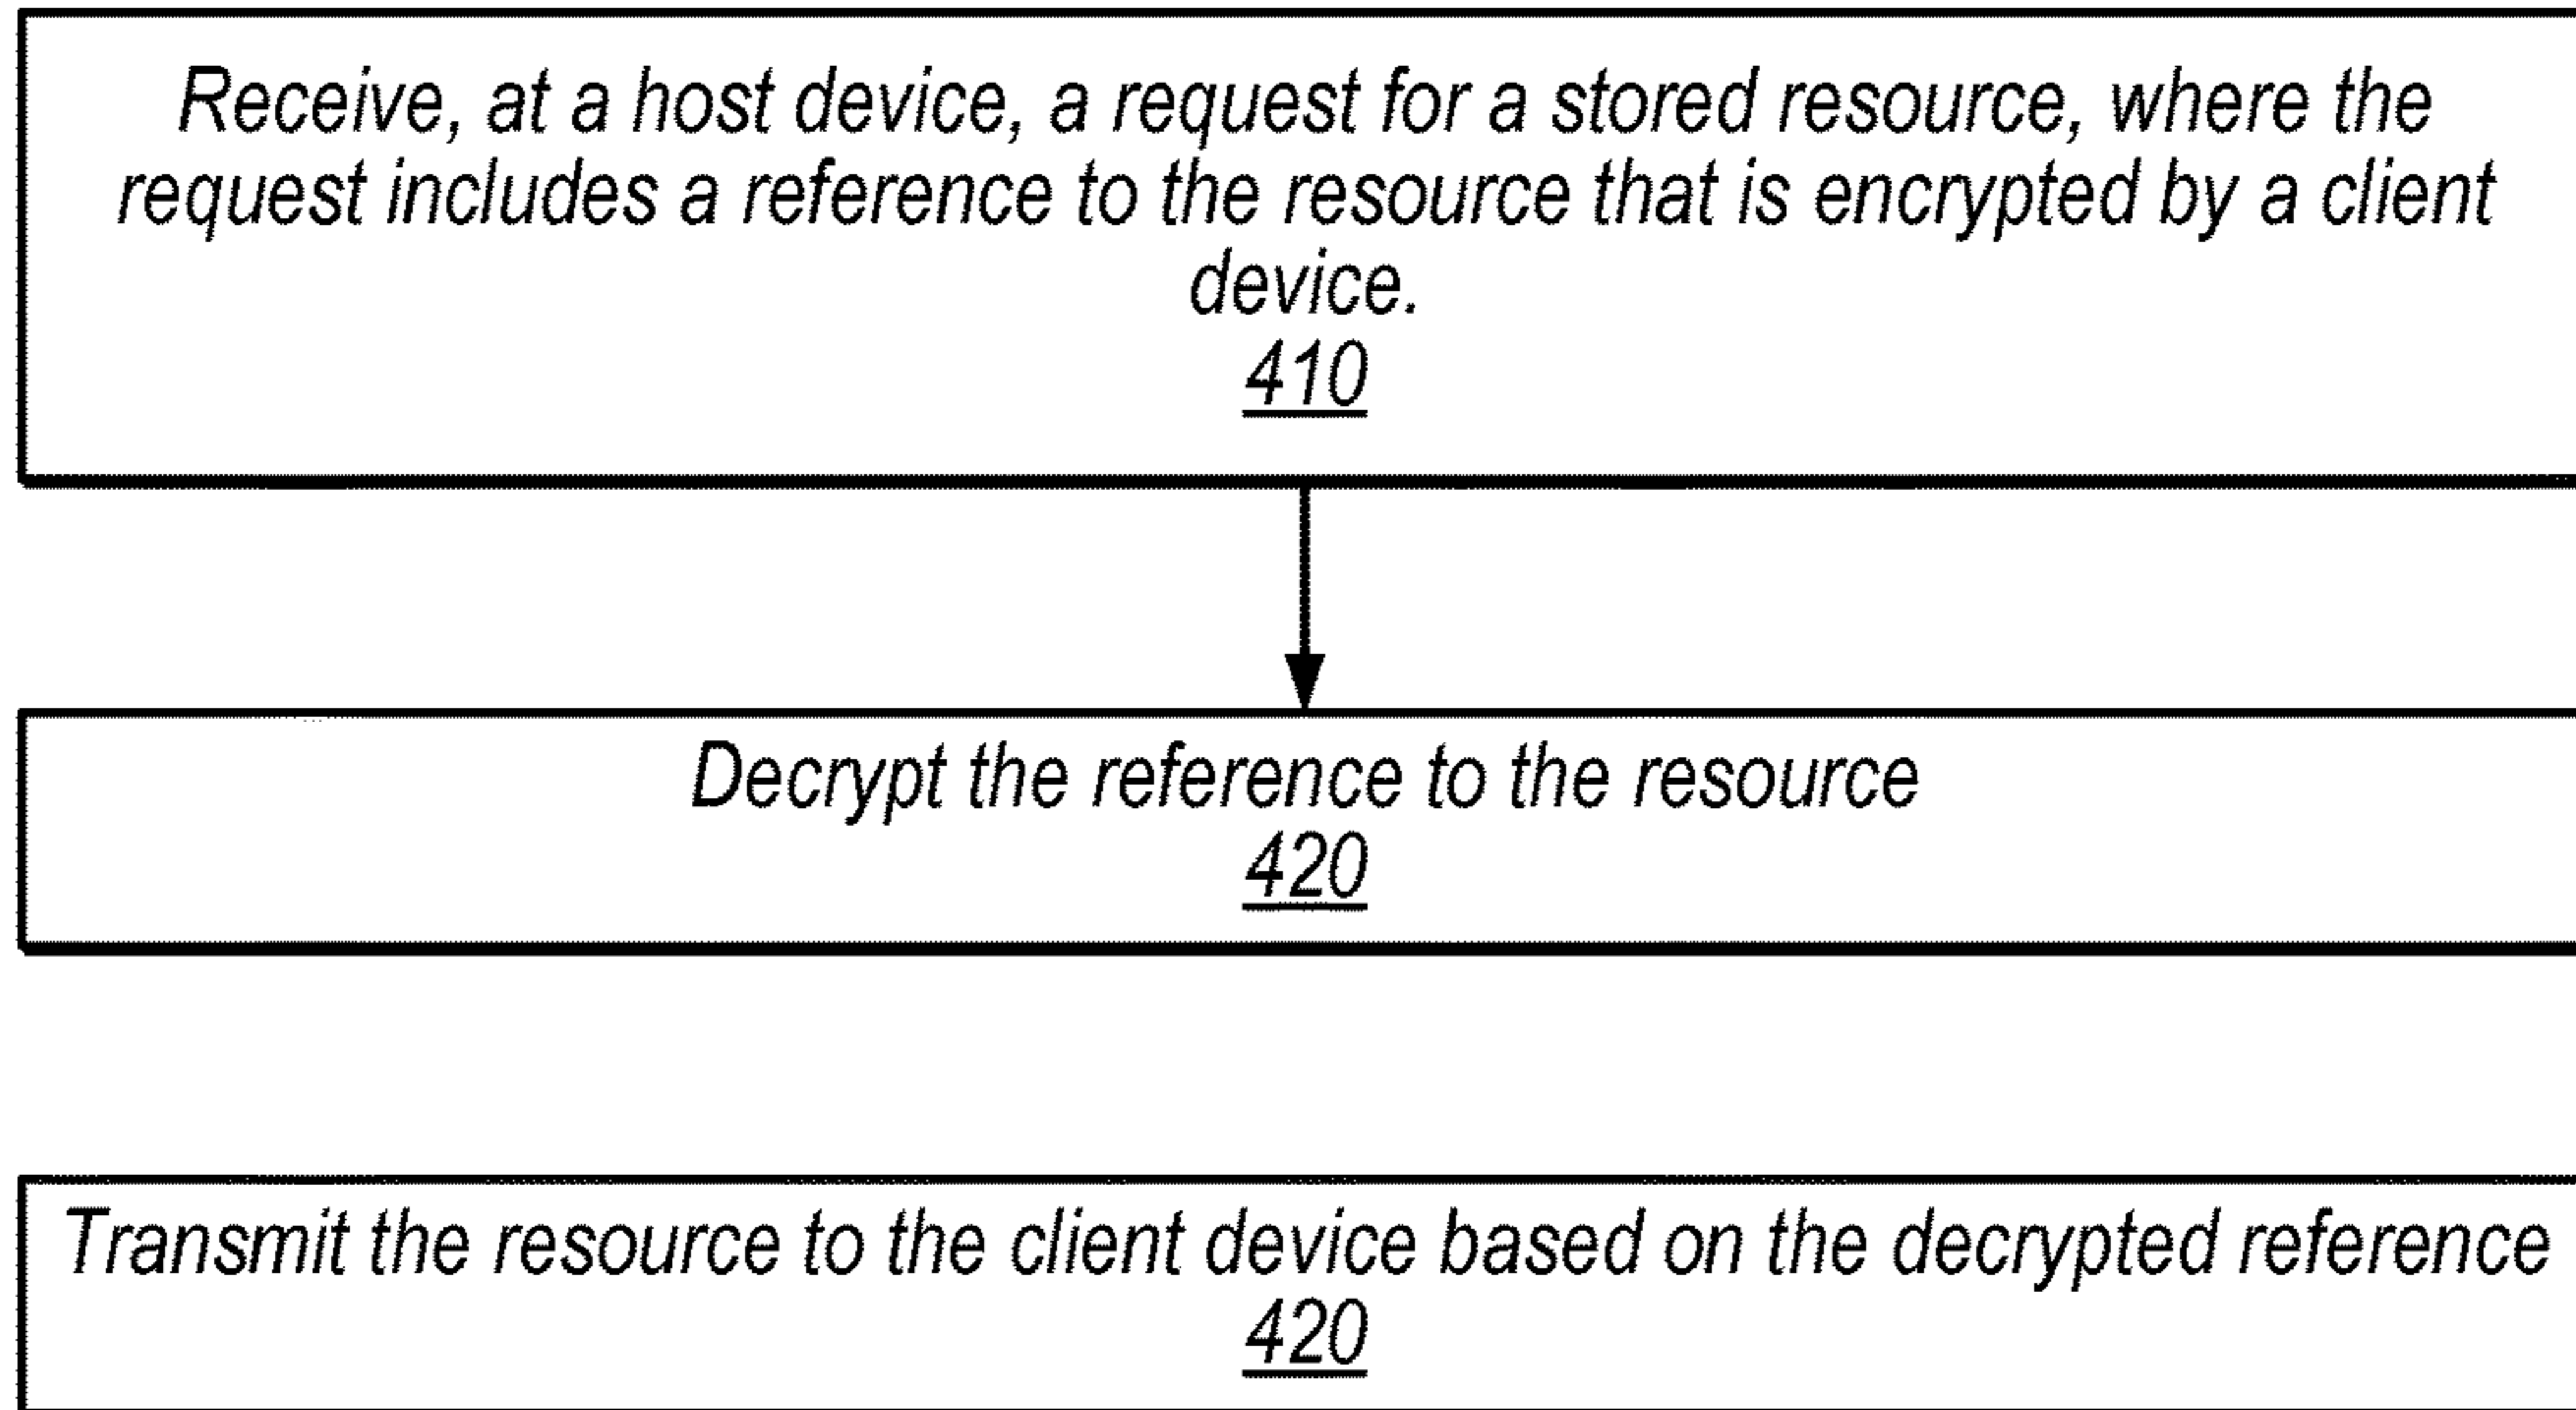 Receive, at a host device, a request for a stored resource, where the
request includes a reference to the resource that is encrypted by a client
device.
410
Decrypt the reference to the resource
420
Transmit the resource to the client device based on the decrypted reference
420